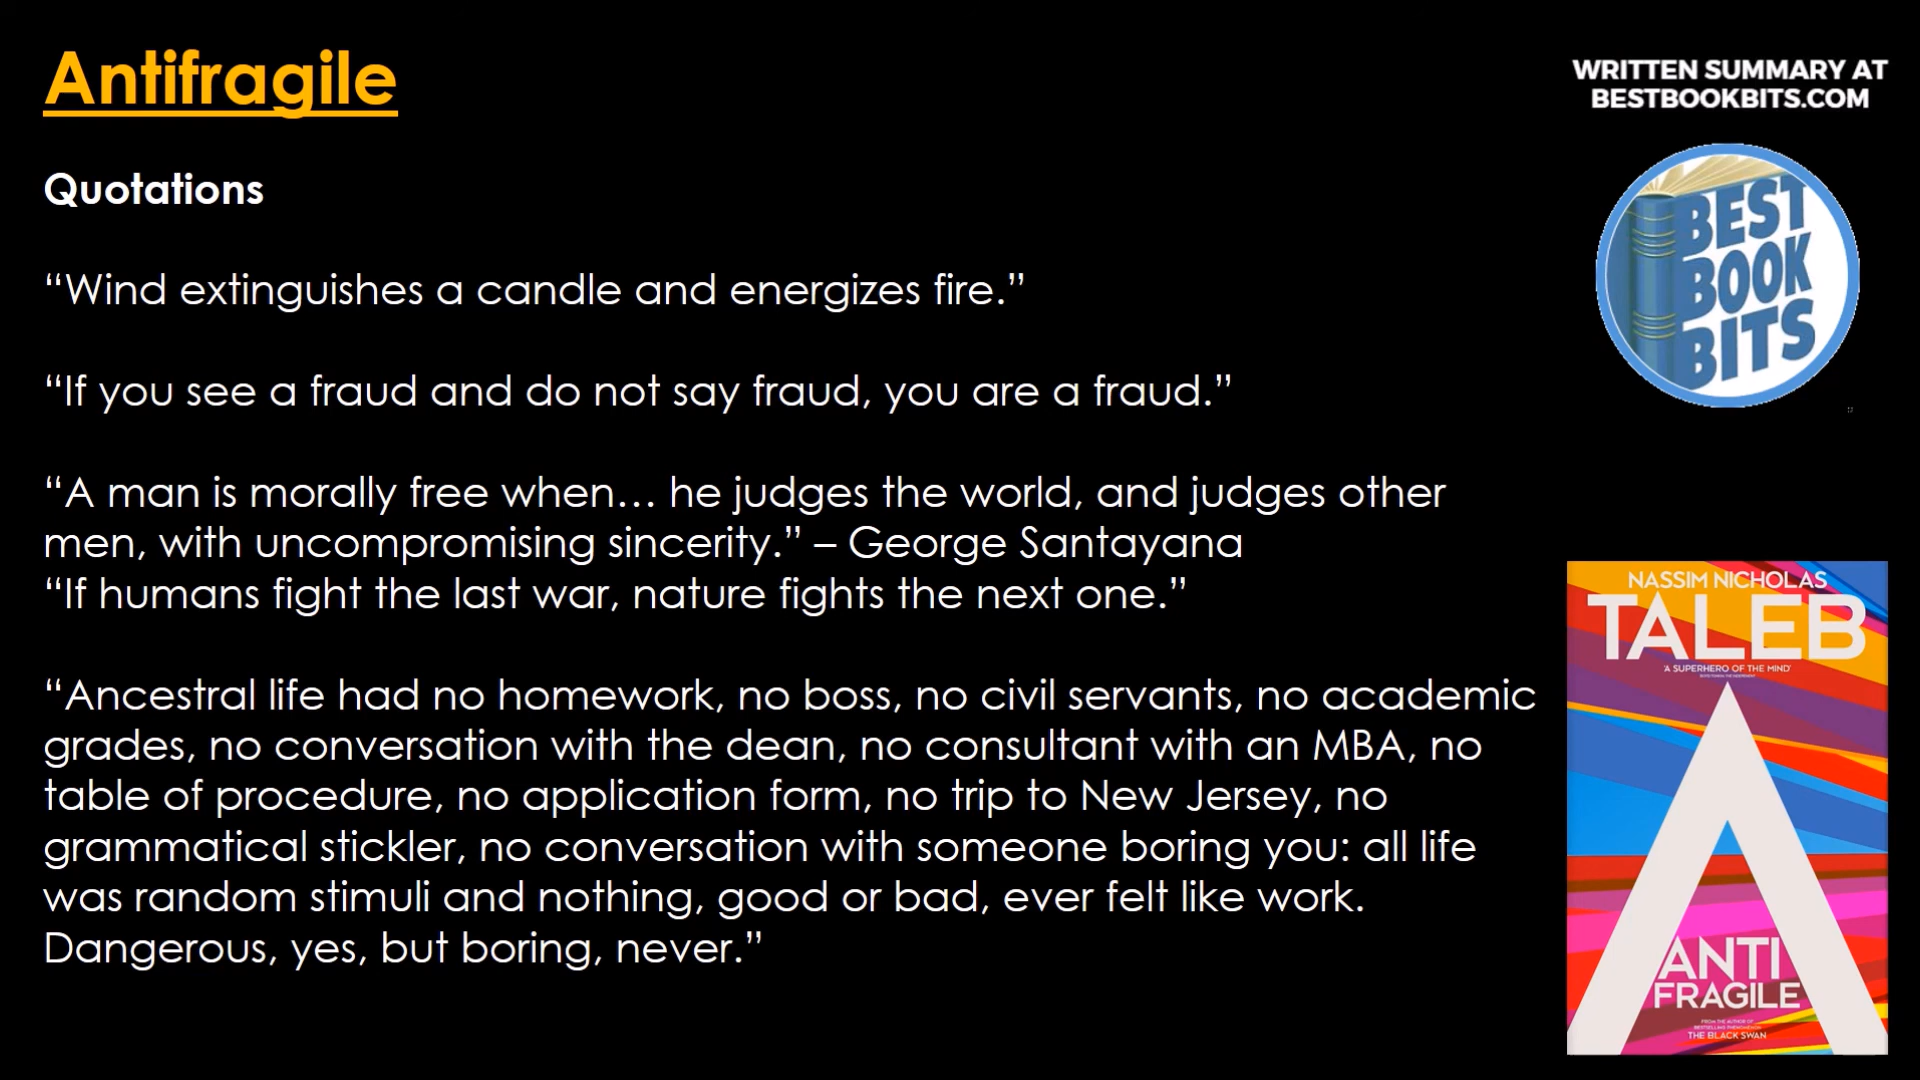 Antifragile
WRITTEN SUMMARY AT
BESTBOOKBITS.COM
Quotations
BEST
BOOK
BITS
“Wind extinguishes a candle and energizes fire.”
“If you see a fraud and do not say fraud, you are a fraud.”
“A man is morally free when… he judges the world, and judges other
men, with uncompromising sincerity.” – George Santayana
“If humans fight the last war, nature fights the next one.”
“Ancestral life had no homework, no boss, no civil servants, no academic
grades, no conversation with the dean, no consultant with an MBA, no
table of procedure, no application form, no trip to New Jersey, no
grammatical stickler, no conversation with someone boring you: all life
was random stimuli and nothing, good or bad, ever felt like work.
Dangerous, yes, but boring, never.”
NASSIM NICHOLAS
TALEB
'A SUPERHERO OF THE MIND'
ANTI
FRAGILE
FROM THE AUTHOR OF
BESTSELLING PHENOMENON
THE BLACK SWAN